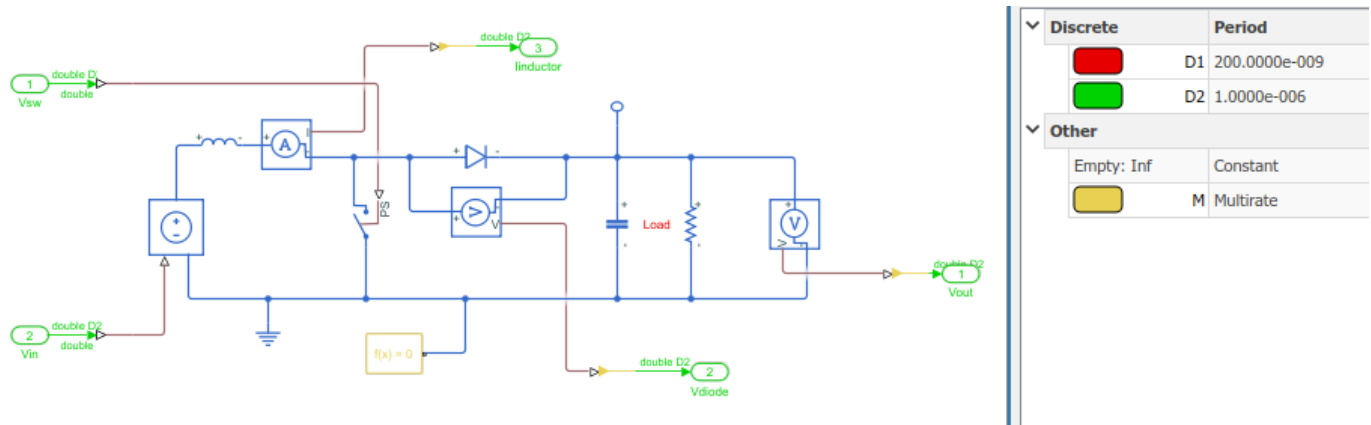 double D2
3
Iinductor
double D
double
1
Vsw
+
-
+
A
I
-
+
-
PS
+
V
-
V
+
-
Load
+
-
+
V
V
-
double D2
1
Vout
double D2
double
2
Vin
f(x) = 0
double D2
2
Vdiode
Discrete
Period
D1 200.0000e-009
D2 1.0000e-006
Other
Empty: Inf Constant
M Multirate